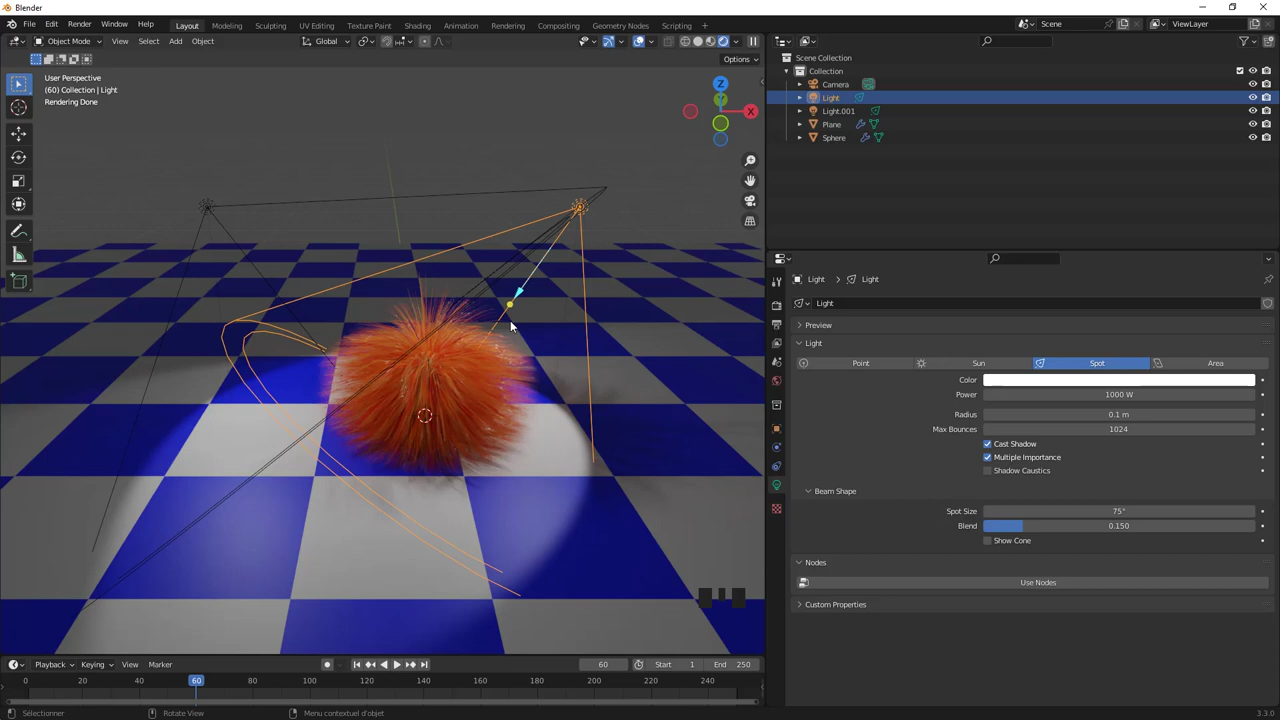 Blender
File Edit Render Window Help
Layout Modeling Sculpting UV Editing Texture Paint Shading Animation Rendering Compositing Geometry Nodes Scripting +
Scene ViewLayer
Object Mode View Select Add Object Global
Options
User Perspective
(60) Collection | Light
Rendering Done
Z
Y
X
Scene Collection
Collection
Camera
Light
Light.001
Plane
Sphere
Light Light
Light
Preview
Light
Point Sun Spot Area
Color
Power 1000 W
Radius 0.1 m
Max Bounces 1024
Cast Shadow
Multiple Importance
Shadow Caustics
Beam Shape
Spot Size 75°
Blend 0.150
Show Cone
Nodes
Use Nodes
Custom Properties
Playback Keying View Marker 60 Start 1 End 250
0 20 40 60 80 100 120 140 160 180 200 220 240
Sélectionner Rotate View Menu contextuel d'objet 3.3.0